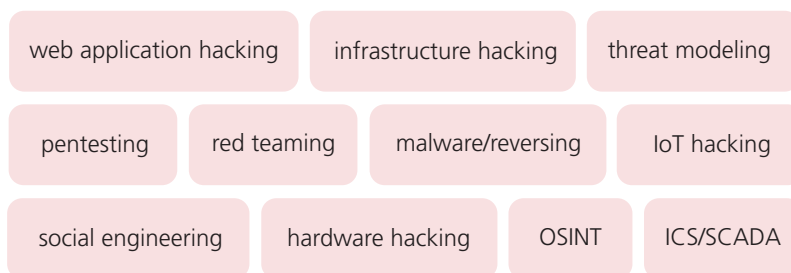 web application hacking infrastructure hacking threat modeling
pentesting red teaming malware/reversing IoT hacking
social engineering hardware hacking OSINT ICS/SCADA